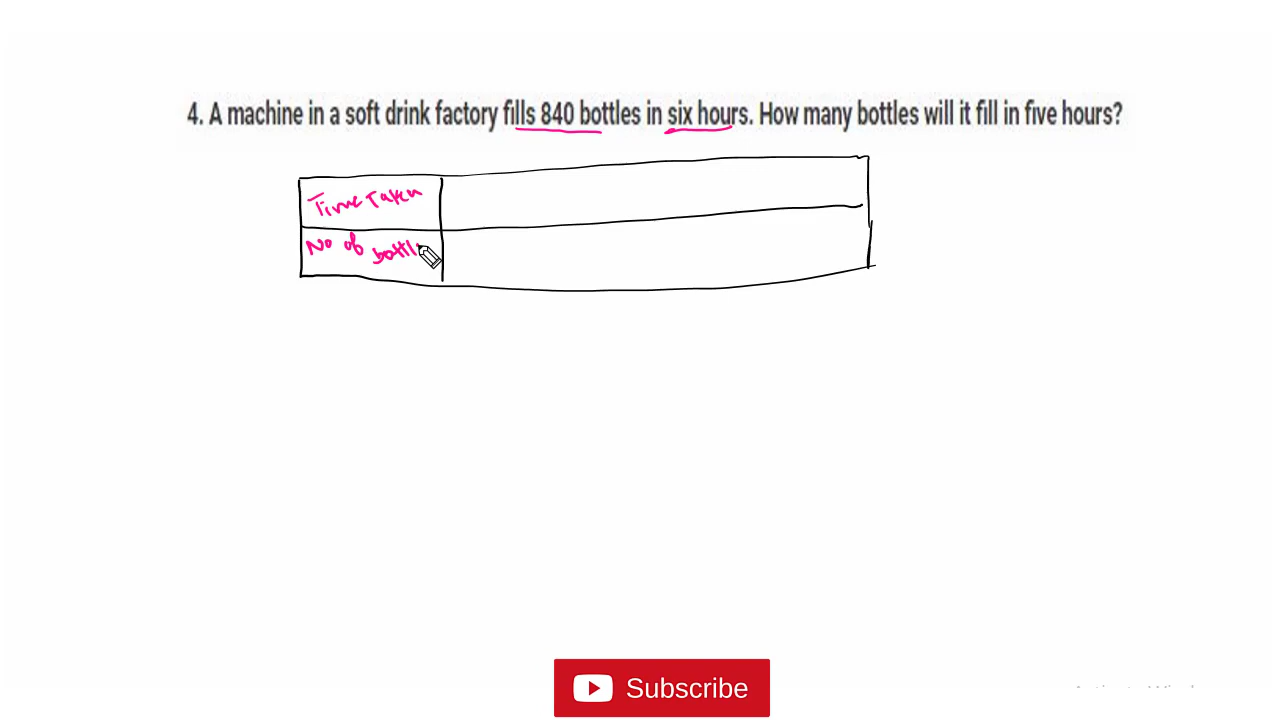 4. A machine in a soft drink factory fills 840 bottles in six hours. How many bottles will it fill in five hours?
Time Taken
No of bottl
Subscribe